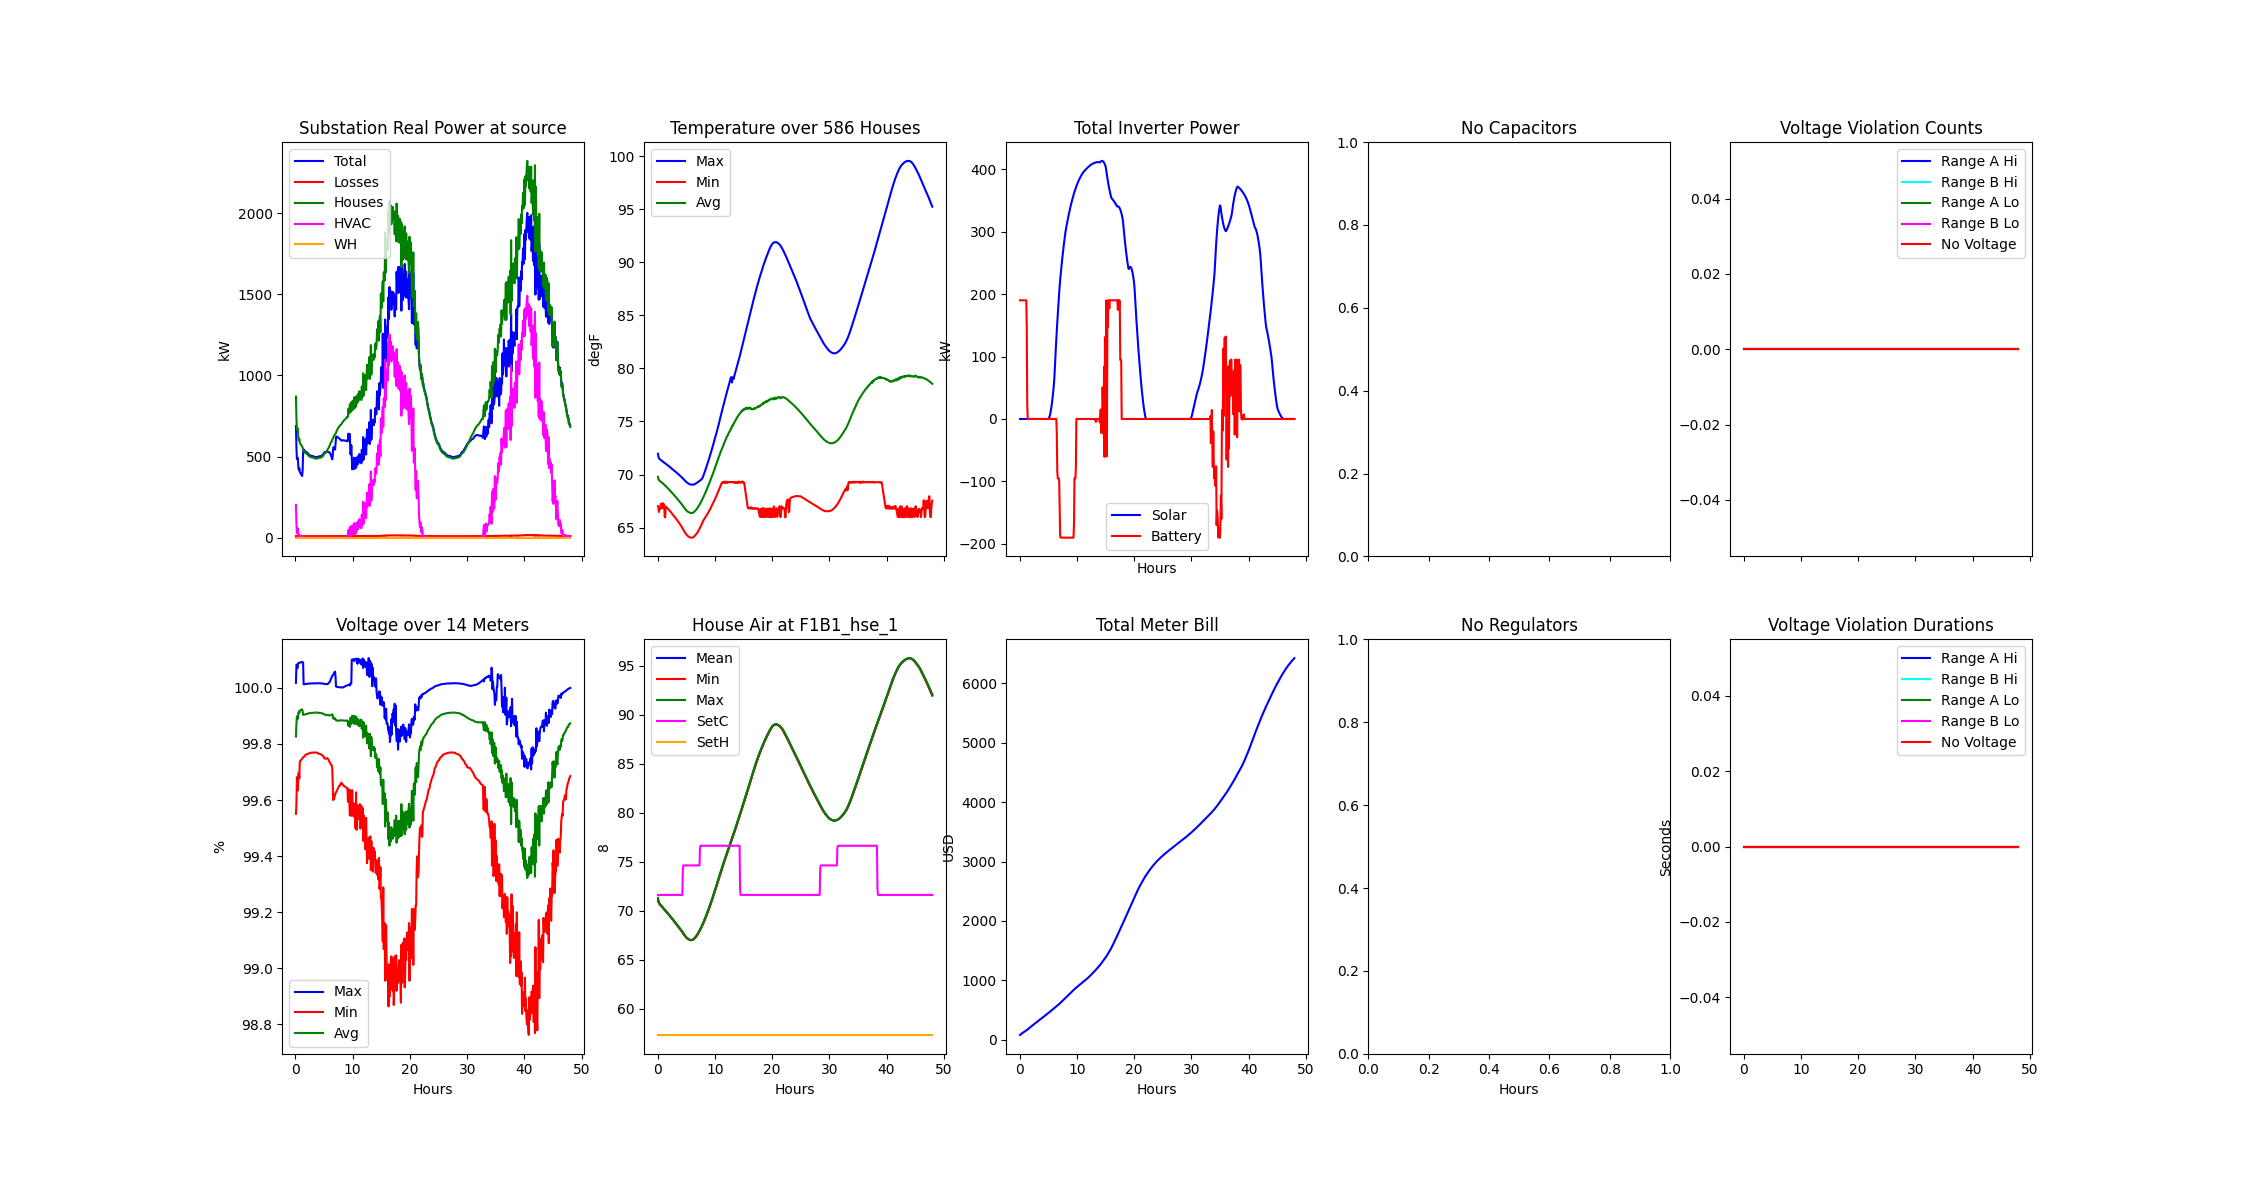 Substation Real Power at source
Total
Losses
Houses
HVAC
WH
kW
2000
1500
1000
500
0
Temperature over 586 Houses
Max
Min
Avg
degF
100
95
90
85
80
75
70
65
Total Inverter Power
kW
400
300
200
100
0
−100
−200
Solar
Battery
Hours
No Capacitors
1.0
0.8
0.6
0.4
0.2
0.0
Voltage Violation Counts
Range A Hi
Range B Hi
Range A Lo
Range B Lo
No Voltage
0.04
0.02
0.00
−0.02
−0.04
Voltage over 14 Meters
%
100.0
99.8
99.6
99.4
99.2
99.0
98.8
Max
Min
Avg
0 10 20 30 40 50
Hours
House Air at F1B1_hse_1
Mean
Min
Max
SetC
SetH
8
95
90
85
80
75
70
65
60
0 10 20 30 40 50
Hours
Total Meter Bill
USD
6000
5000
4000
3000
2000
1000
0
0 10 20 30 40 50
Hours
No Regulators
1.0
0.8
0.6
0.4
0.2
0.0
0.0 0.2 0.4 0.6 0.8 1.0
Hours
Voltage Violation Durations
Range A Hi
Range B Hi
Range A Lo
Range B Lo
No Voltage
Seconds
0.04
0.02
0.00
−0.02
−0.04
0 10 20 30 40 50